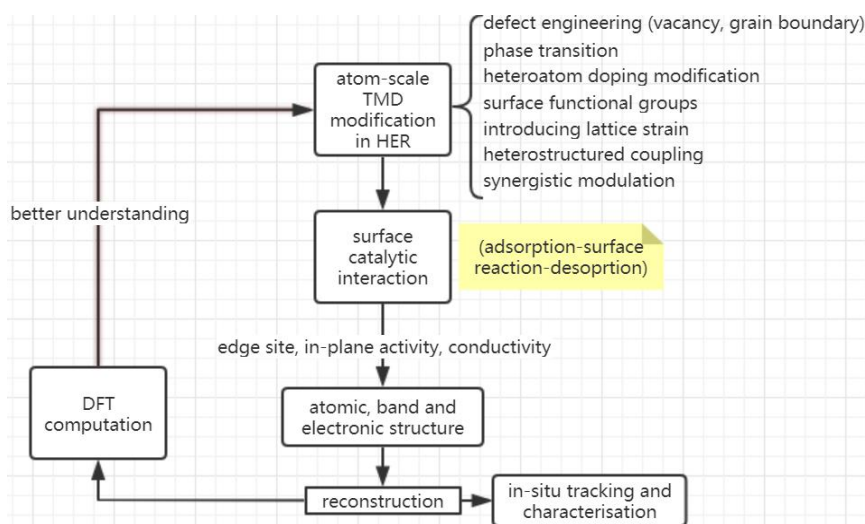 defect engineering (vacancy, grain boundary)
phase transition
heteroatom doping modification
surface functional groups
introducing lattice strain
heterostructured coupling
synergistic modulation
atom-scale
TMD
modification
in HER
better understanding
surface
catalytic
interaction
(adsorption-surface
reaction-desoprtion)
edge site, in-plane activity, conductivity
DFT
computation
atomic, band and
electronic structure
reconstruction
in-situ tracking and
characterisation